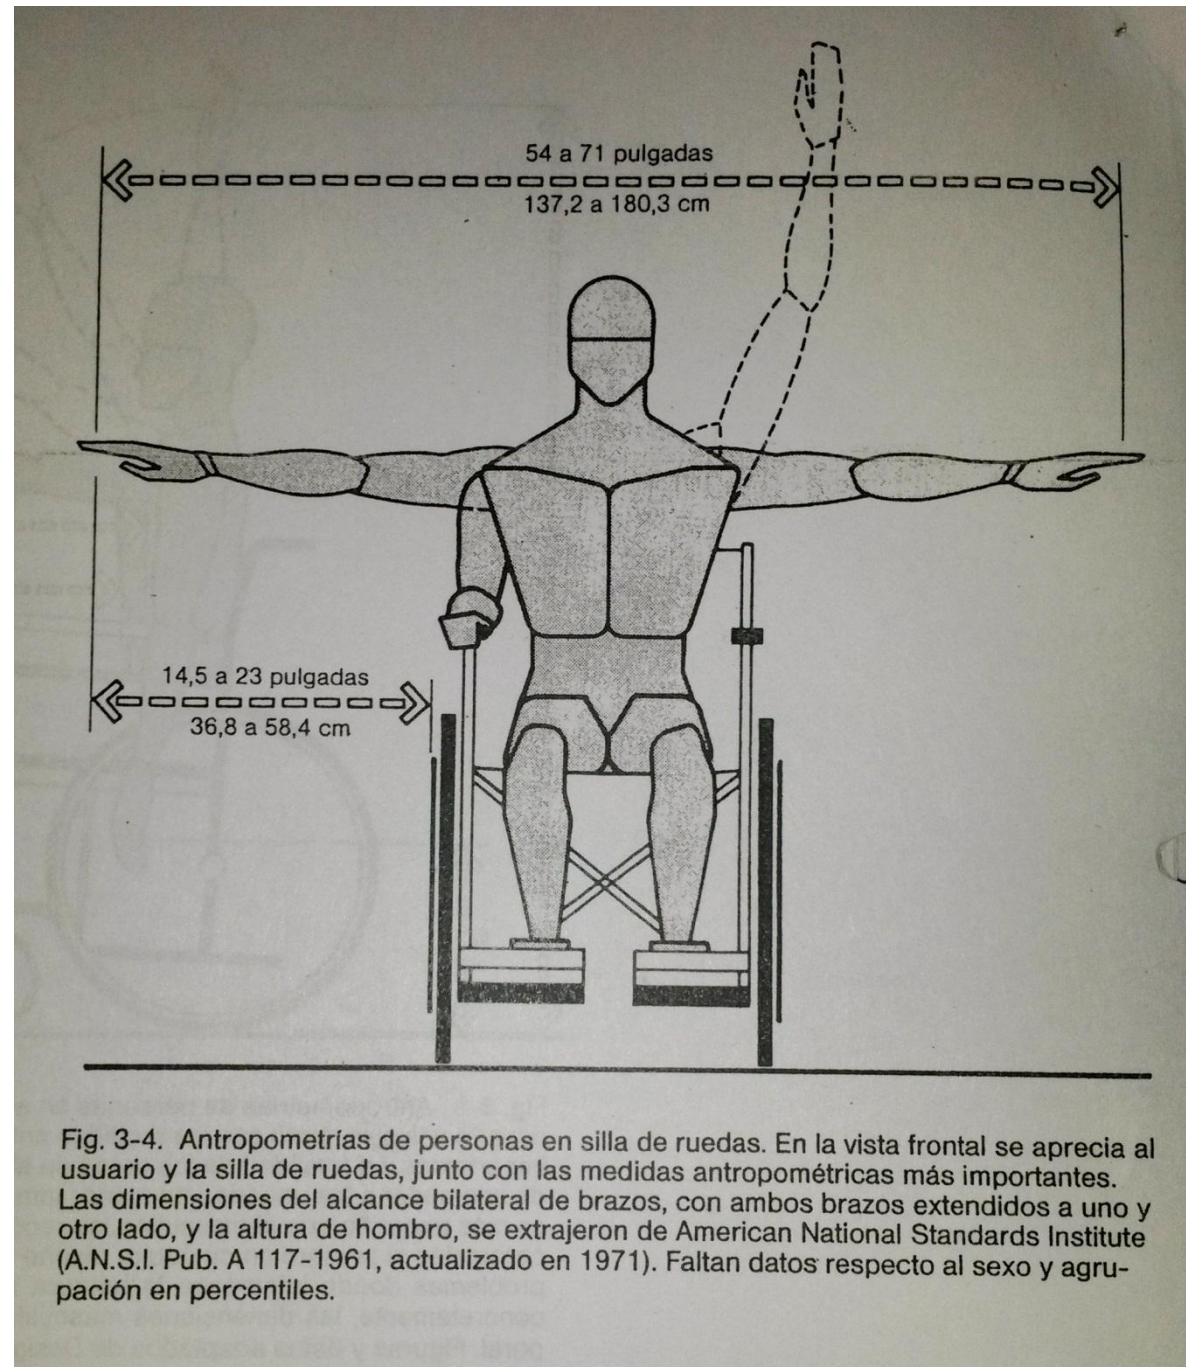 54 a 71 pulgadas
137,2 a 180,3 cm
14,5 a 23 pulgadas
36,8 a 58,4 cm
Fig. 3-4. Antropometrías de personas en silla de ruedas. En la vista frontal se aprecia al
usuario y la silla de ruedas, junto con las medidas antropométricas más importantes.
Las dimensiones del alcance bilateral de brazos, con ambos brazos extendidos a uno y
otro lado, y la altura de hombro, se extrajeron de American National Standards Institute
(A.N.S.I. Pub. A 117-1961, actualizado en 1971). Faltan datos respecto al sexo y agru-
pación en percentiles.